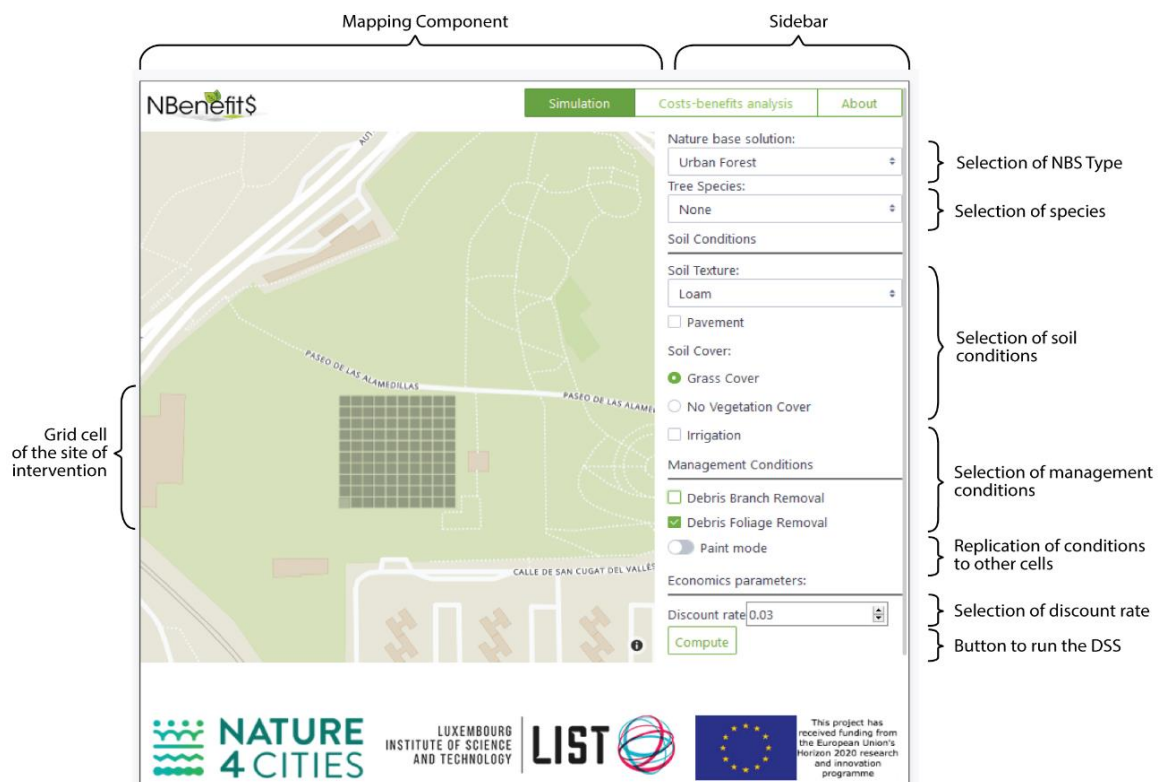 Mapping Component
Sidebar
NBenefit$
Simulation
Costs-benefits analysis
About
AUT
PASEO DE LAS ALAMEDILLAS
PASEO DE LAS ALAME
CALLE DE SAN CUGAT DEL VALLÈS
Grid cell
of the site of
intervention
Nature base solution:
Urban Forest
Selection of NBS Type
Tree Species:
None
Selection of species
Soil Conditions
Soil Texture:
Loam
Pavement
Soil Cover:
Grass Cover
No Vegetation Cover
Irrigation
Selection of soil
conditions
Management Conditions
Debris Branch Removal
Debris Foliage Removal
Selection of management
conditions
Paint mode
Replication of conditions
to other cells
Economics parameters:
Discount rate 0.03
Selection of discount rate
Compute
Button to run the DSS
NATURE
4 CITIES
LUXEMBOURG
INSTITUTE OF SCIENCE
AND TECHNOLOGY
LIST
This project has
received funding from
the European Union's
Horizon 2020 research
and innovation
programme